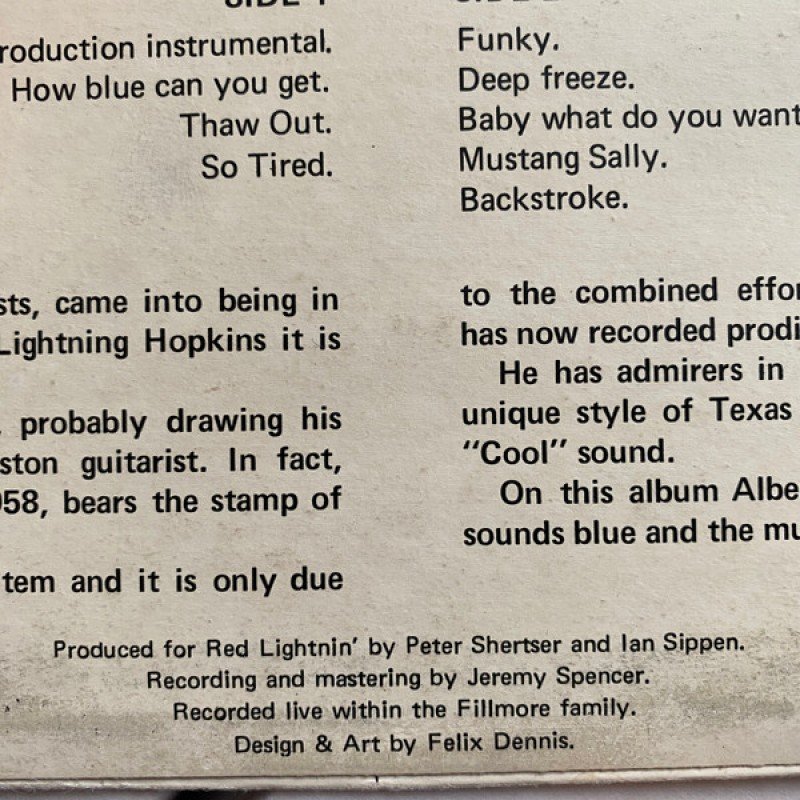 SIDE 1
roduction instrumental.
How blue can you get.
Thaw Out.
So Tired.
Funky.
Deep freeze.
Baby what do you want
Mustang Sally.
Backstroke.
sts, came into being in
Lightning Hopkins it is
probably drawing his
ston guitarist. In fact,
58, bears the stamp of
tem and it is only due
to the combined effor
has now recorded prodi
He has admirers in
unique style of Texas
“Cool” sound.
On this album Albe
sounds blue and the mu
Produced for Red Lightnin’ by Peter Shertser and Ian Sippen.
Recording and mastering by Jeremy Spencer.
Recorded live within the Fillmore family.
Design & Art by Felix Dennis.